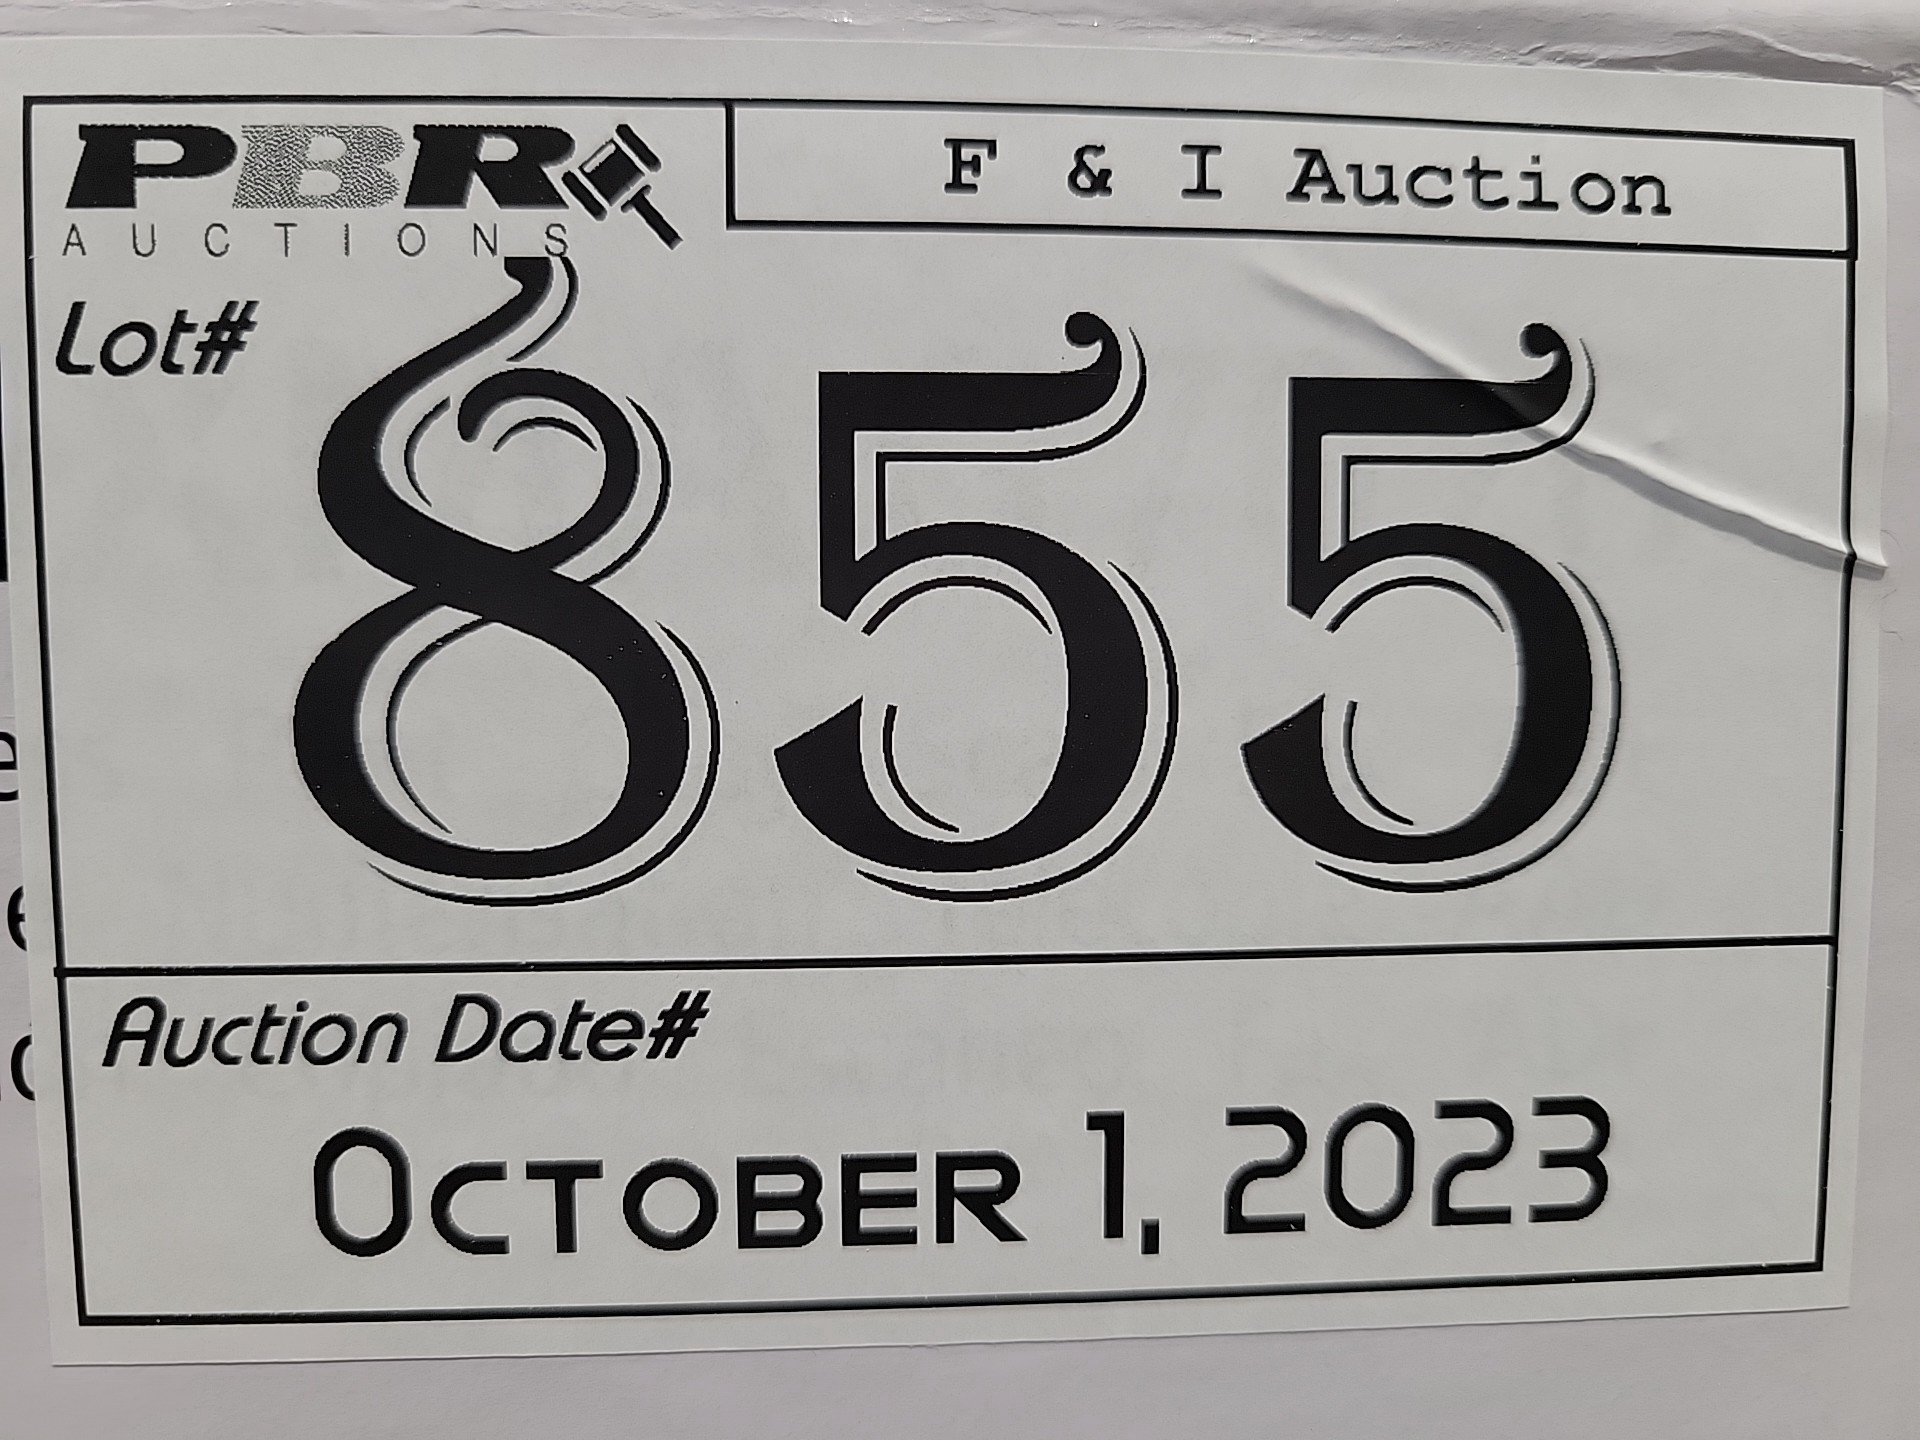 PBR
AUCTIONS
F & I Auction
Lot#
855
Auction Date#
October 1, 2023